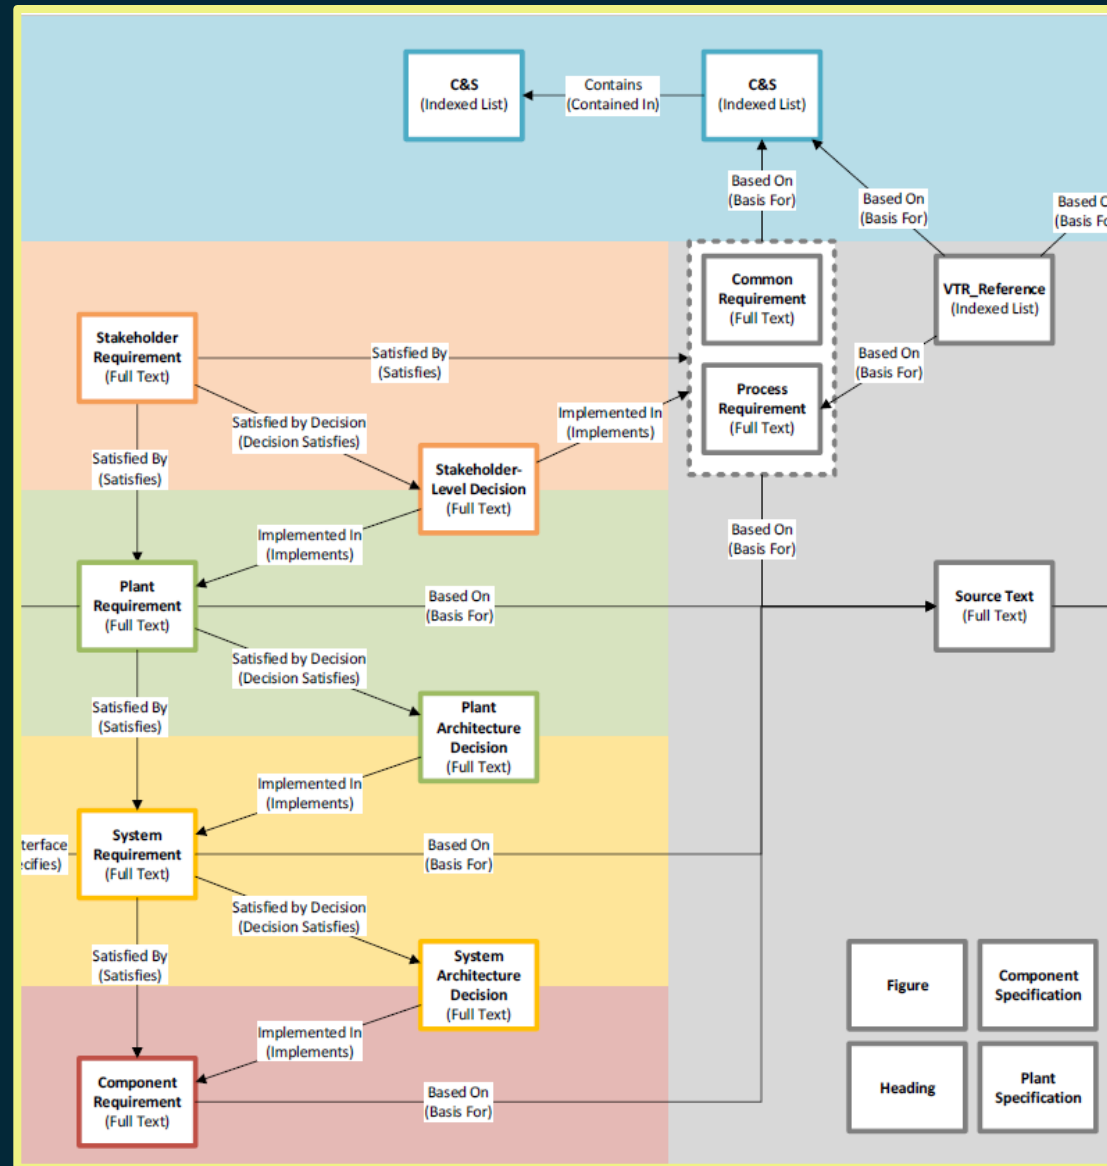 C&S
(Indexed List)
Contains
(Contained In)
C&S
(Indexed List)
Based On
(Basis For)
Based On
(Basis For)
Based O
(Basis Fo
Common
Requirement
(Full Text)
VTR_Reference
(Indexed List)
Stakeholder
Requirement
(Full Text)
Satisfied By
(Satisfies)
Based On
(Basis For)
Process
Requirement
(Full Text)
Satisfied by Decision
(Decision Satisfies)
Implemented In
(Implements)
Satisfied By
(Satisfies)
Stakeholder-
Level Decision
(Full Text)
Implemented In
(Implements)
Based On
(Basis For)
Plant
Requirement
(Full Text)
Based On
(Basis For)
Source Text
(Full Text)
Satisfied by Decision
(Decision Satisfies)
Satisfied By
(Satisfies)
Plant
Architecture
Decision
(Full Text)
Implemented In
(Implements)
terface
ecifies)
System
Requirement
(Full Text)
Based On
(Basis For)
Satisfied by Decision
(Decision Satisfies)
Satisfied By
(Satisfies)
System
Architecture
Decision
(Full Text)
Figure
Component
Specification
Implemented In
(Implements)
Component
Requirement
(Full Text)
Based On
(Basis For)
Heading
Plant
Specification